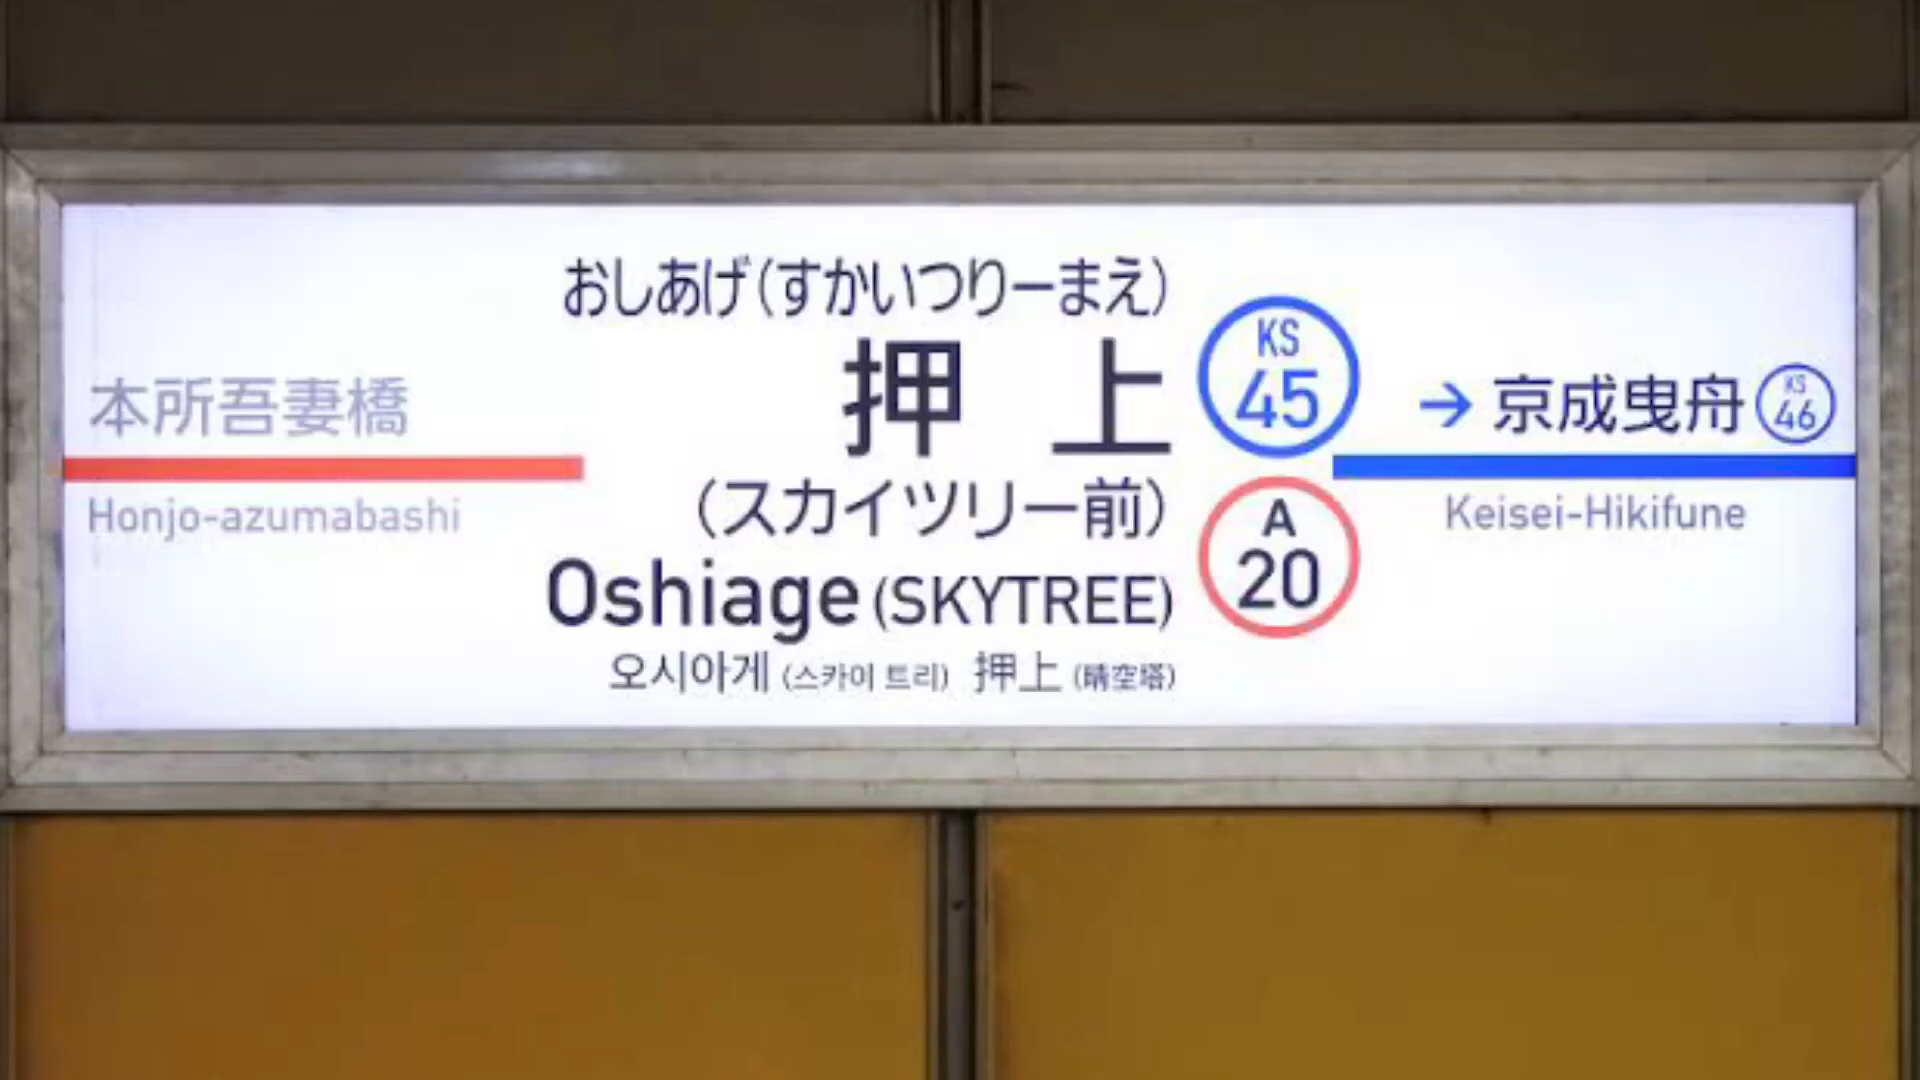 おしあげ(すかいつりーまえ)
押上
(スカイツリー前)
Oshiage (SKYTREE)
오시아게 (스카이 트리) 押上 (晴空塔)
KS
45
A
20
本所吾妻橋
Honjo-azumabashi
→ 京成曳舟 KS 46
Keisei-Hikifune